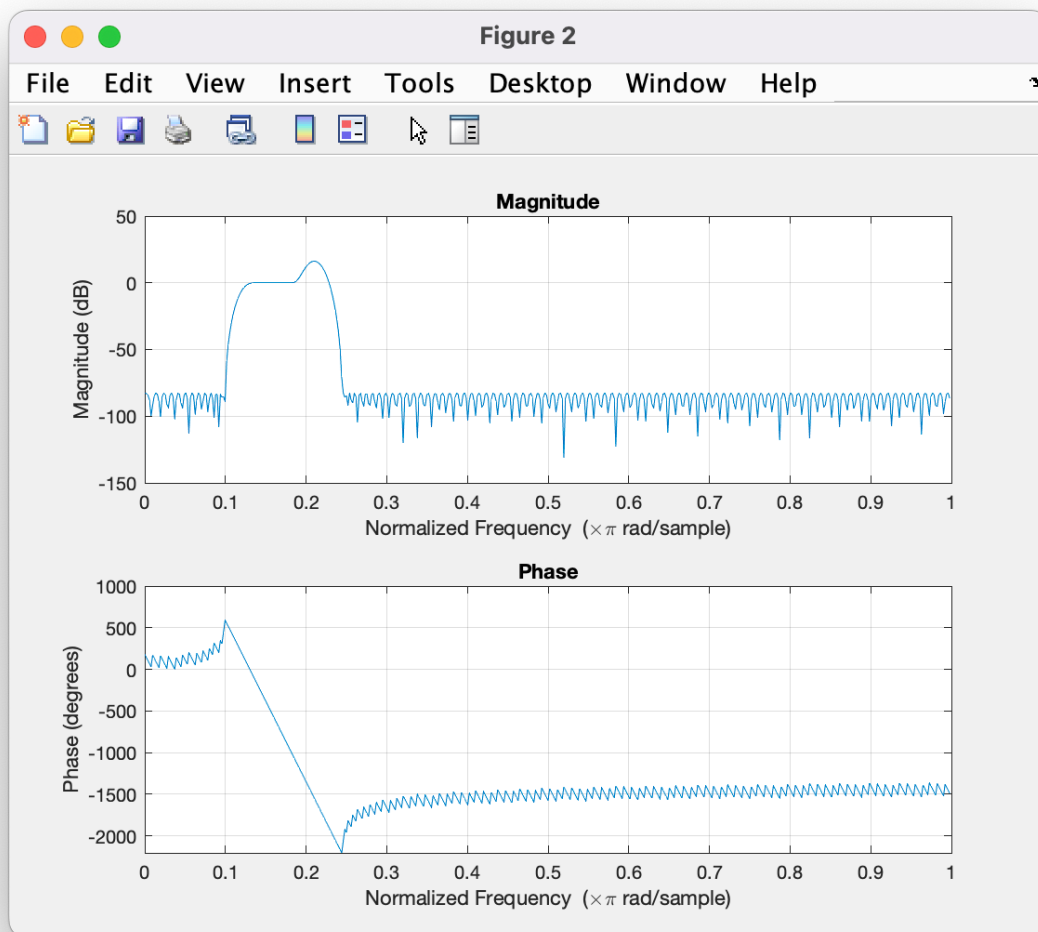 Figure 2
File Edit View Insert Tools Desktop Window Help
Magnitude
Magnitude (dB)
50
0
-50
-100
-150
0 0.1 0.2 0.3 0.4 0.5 0.6 0.7 0.8 0.9 1
Normalized Frequency (×π rad/sample)
Phase
Phase (degrees)
1000
500
0
-500
-1000
-1500
-2000
0 0.1 0.2 0.3 0.4 0.5 0.6 0.7 0.8 0.9 1
Normalized Frequency (×π rad/sample)